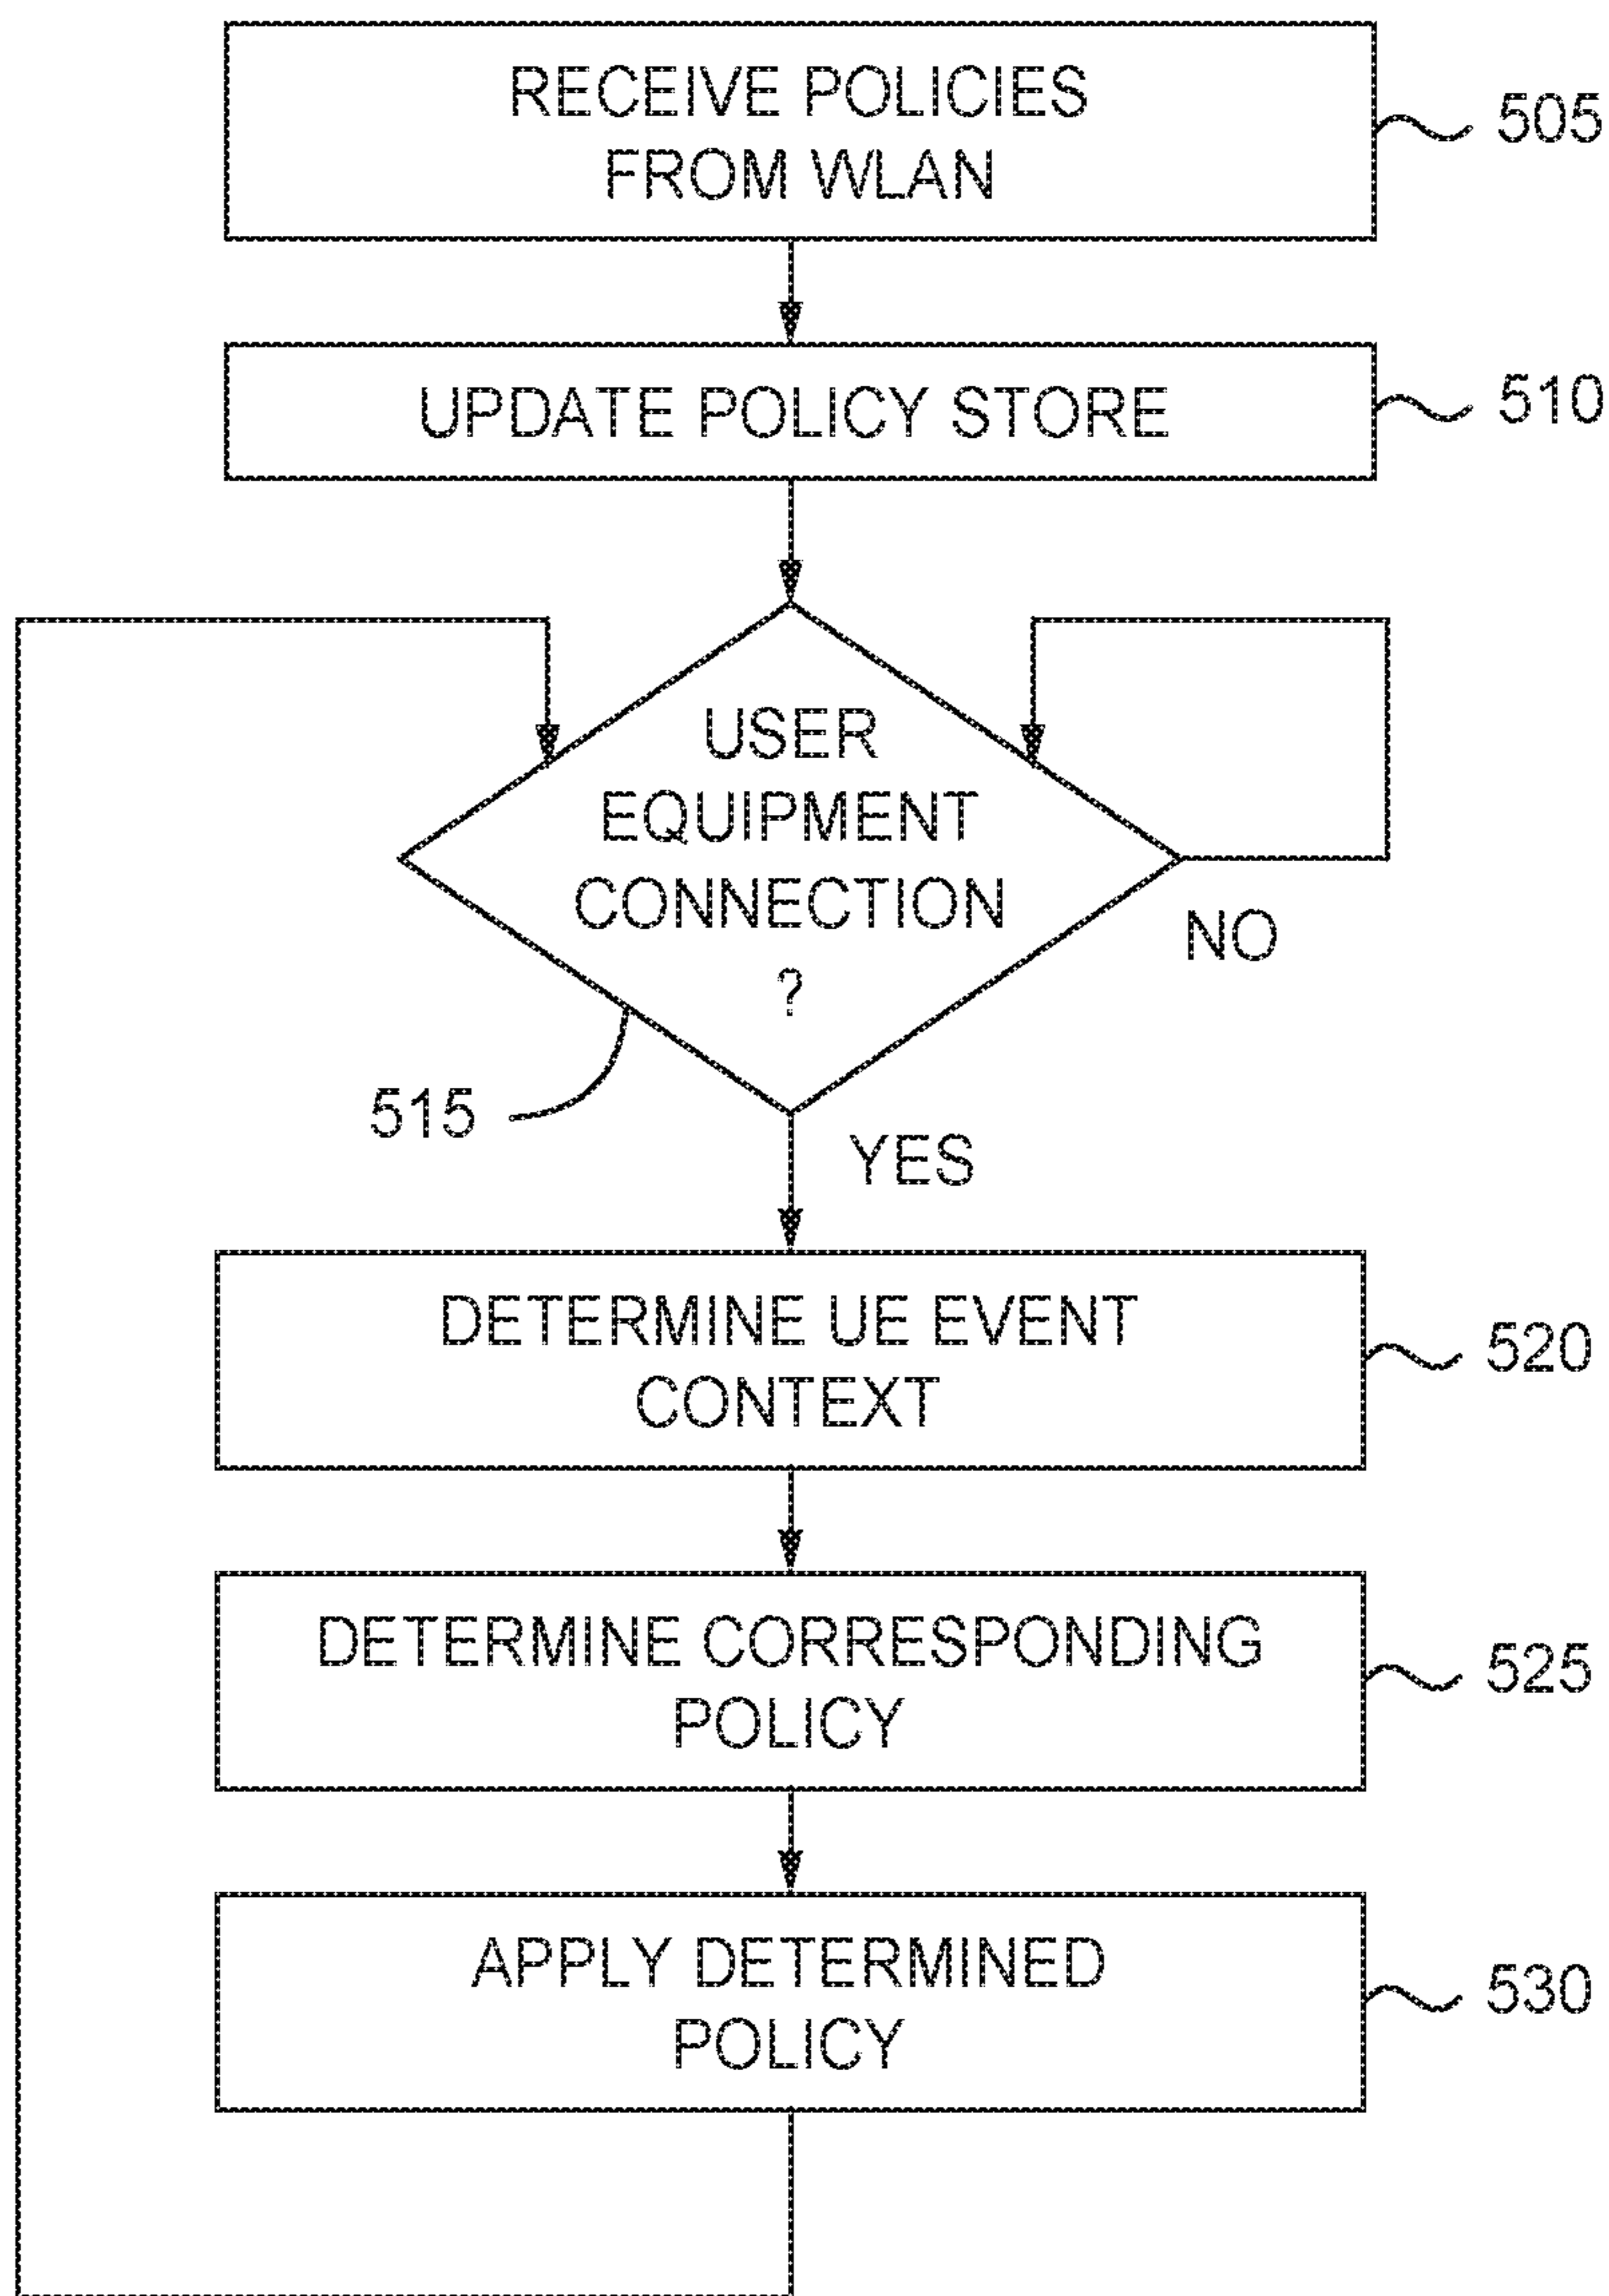 RECEIVE POLICIES
FROM WLAN
505
UPDATE POLICY STORE
510
USER
EQUIPMENT
CONNECTION
?
NO
515
YES
DETERMINE UE EVENT
CONTEXT
520
DETERMINE CORRESPONDING
POLICY
525
APPLY DETERMINED
POLICY
530